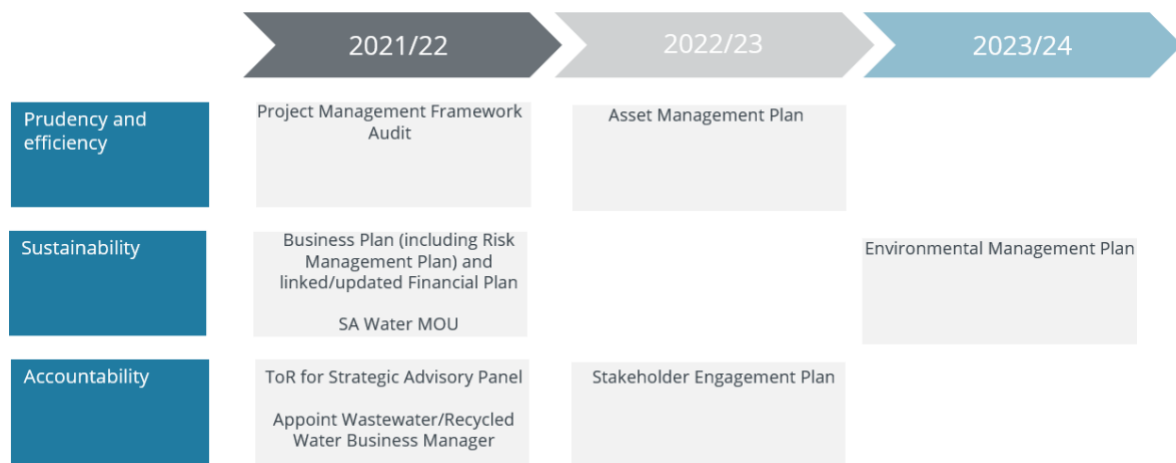 2021/22
2022/23
2023/24
Prudency and
efficiency
Project Management Framework
Audit
Asset Management Plan
Sustainability
Business Plan (including Risk
Management Plan) and
linked/updated Financial Plan
SA Water MOU
Environmental Management Plan
Accountability
ToR for Strategic Advisory Panel
Appoint Wastewater/Recycled
Water Business Manager
Stakeholder Engagement Plan